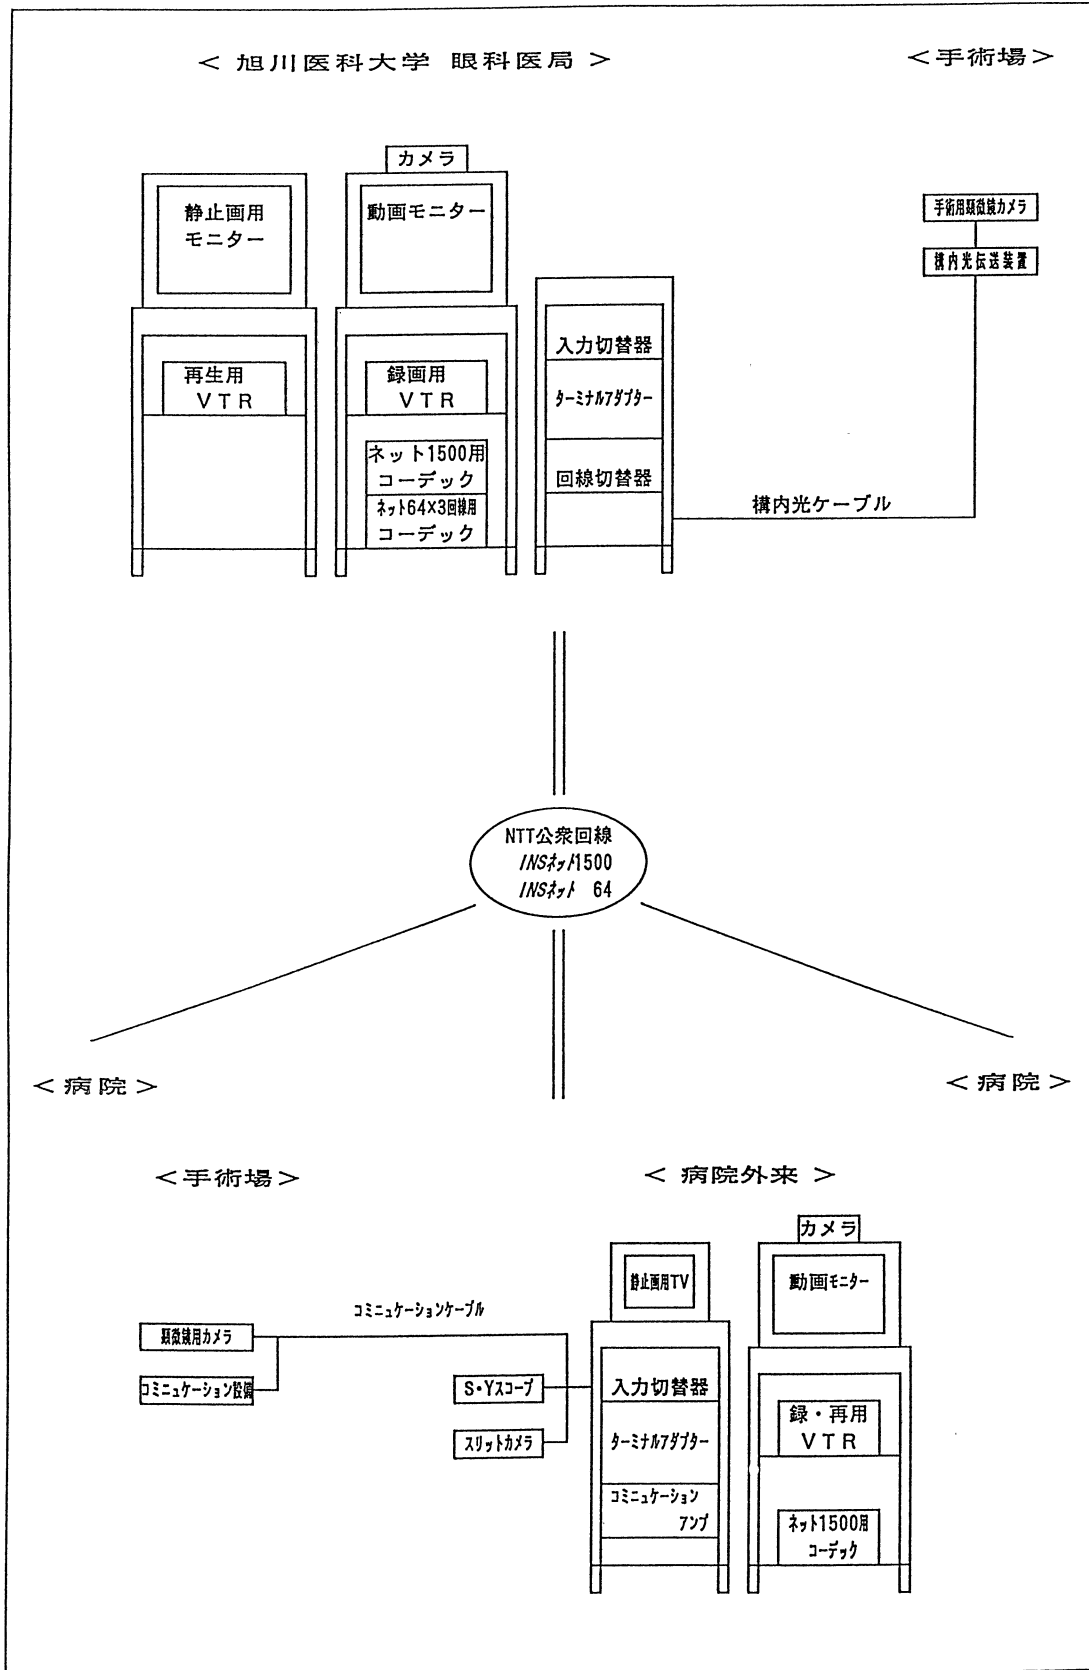 < 旭川医科大学 眼科医局 >
<手術場>
カメラ
静止画用
モニター
動画モニター
手術用顕微鏡カメラ
構内光伝送装置
入力切替器
再生用
VTR
録画用
VTR
ターミナルアダプター
ネット1500用
コーデック
回線切替器
ネット64×3回線用
コーデック
構内光ケーブル
NTT公衆回線
INSネット1500
INSネット 64
<病院>
<病院>
<手術場>
< 病院外来 >
カメラ
静止画用TV
動画モニター
コミニュケーションケーブル
顕微鏡用カメラ
コミニュケーション設備
S・Yスコープ
入力切替器
録・再用
VTR
スリットカメラ
ターミナルアダプター
コミニュケーション
アンプ
ネット1500用
コーデック